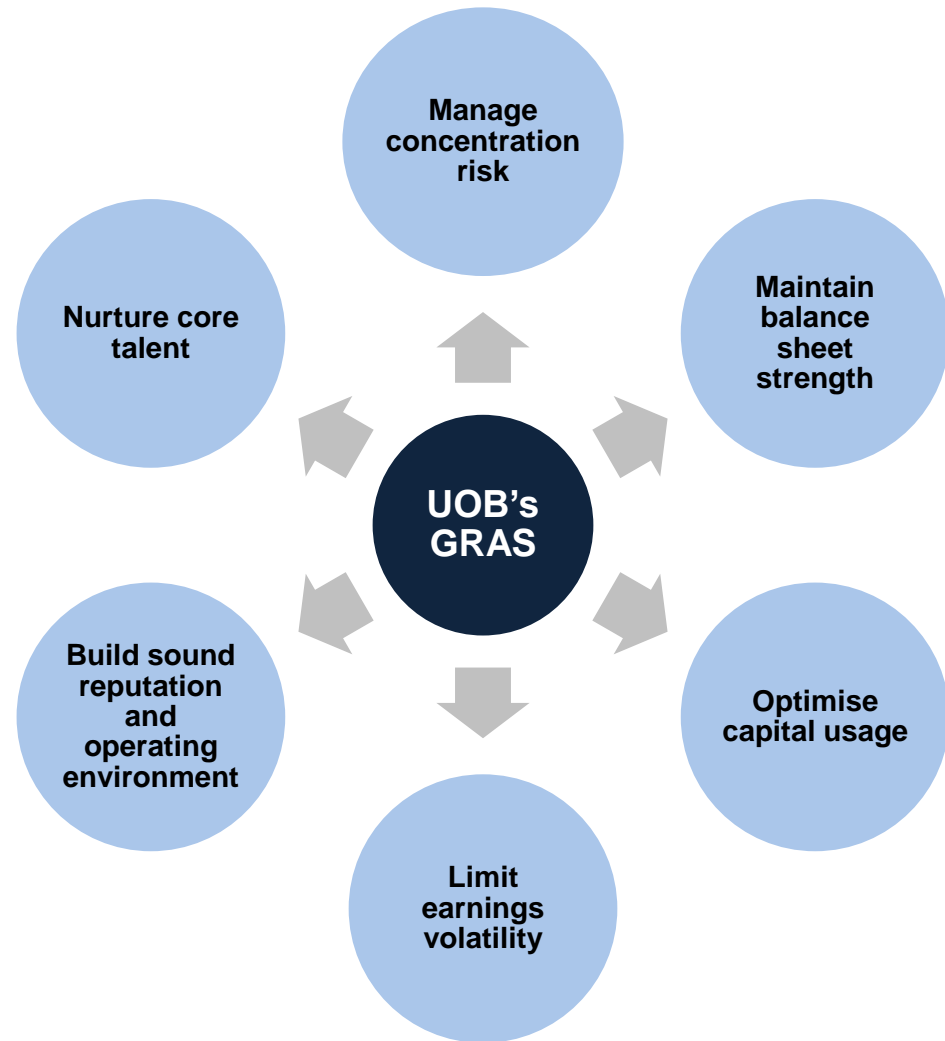 Manage
concentration
risk
Nurture core
talent
Maintain
balance
sheet
strength
UOB’s
GRAS
Build sound
reputation
and
operating
environment
Optimise
capital usage
Limit
earnings
volatility